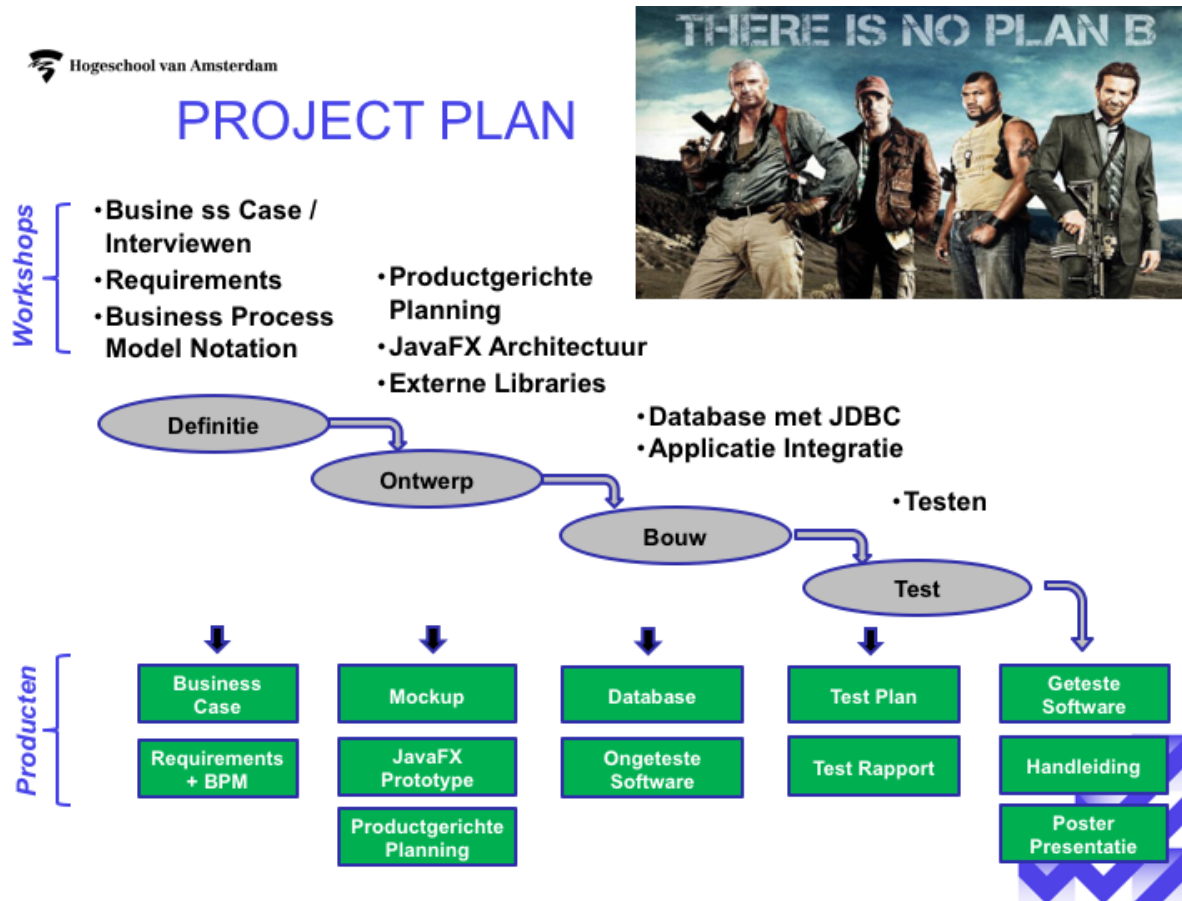 THERE IS NO PLAN B
Hogeschool van Amsterdam
PROJECT PLAN
Workshops
•Busine ss Case /
Interviewen
•Requirements
•Business Process
Model Notation
•Productgerichte
Planning
•JavaFX Architectuur
•Externe Libraries
•Database met JDBC
•Applicatie Integratie
•Testen
Definitie
Ontwerp
Bouw
Test
Producten
Business
Case
Requirements
+ BPM
Mockup
JavaFX
Prototype
Productgerichte
Planning
Database
Ongeteste
Software
Test Plan
Test Rapport
Geteste
Software
Handleiding
Poster
Presentatie